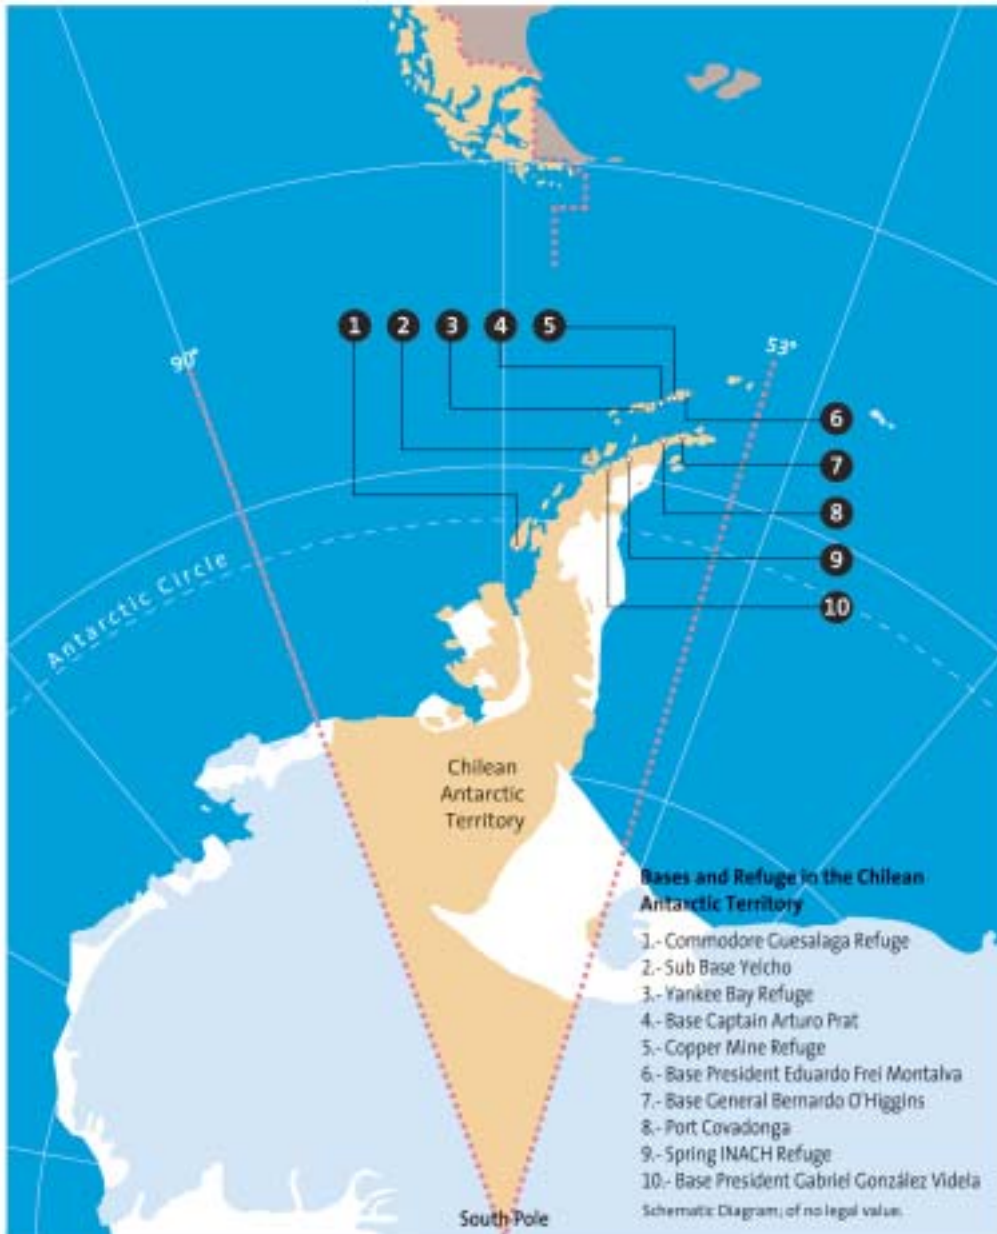 1 2 3 4 5
90°
53°
6
7
8
9
10
Antarctic Circle
Chilean
Antarctic
Territory
Bases and Refuge in the Chilean
Antarctic Territory
1.- Commodore Guesalaga Refuge
2.- Sub Base Yelcho
3.- Yankee Bay Refuge
4.- Base Captain Arturo Prat
5.- Copper Mine Refuge
6.- Base President Eduardo Frei Montalva
7.- Base General Bernardo O'Higgins
8.- Port Covadonga
9.- Spring INACH Refuge
10.- Base President Gabriel González Videla
Schematic Diagram; of no legal value.
South Pole